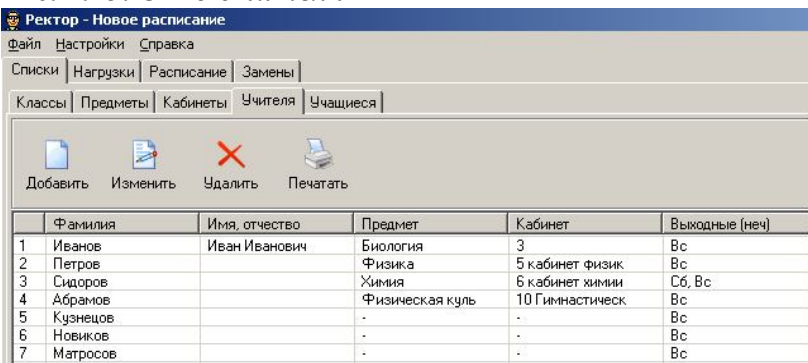 Ректор - Новое расписание
Файл Настройки Справка
Списки Нагрузки Расписание Замены
Классы Предметы Кабинеты Учителя Учащиеся
Добавить Изменить Удалить Печатать
Фамилия Имя, отчество Предмет Кабинет Выходные (неч)
1 Иванов Иван Иванович Биология 3 Вс
2 Петров Физика 5 кабинет физик Вс
3 Сидоров Химия 6 кабинет химии Сб, Вс
4 Абрамов Физическая куль 10 Гимнастическ Вс
5 Кузнецов - - Вс
6 Новиков - - Вс
7 Матросов - - Вс